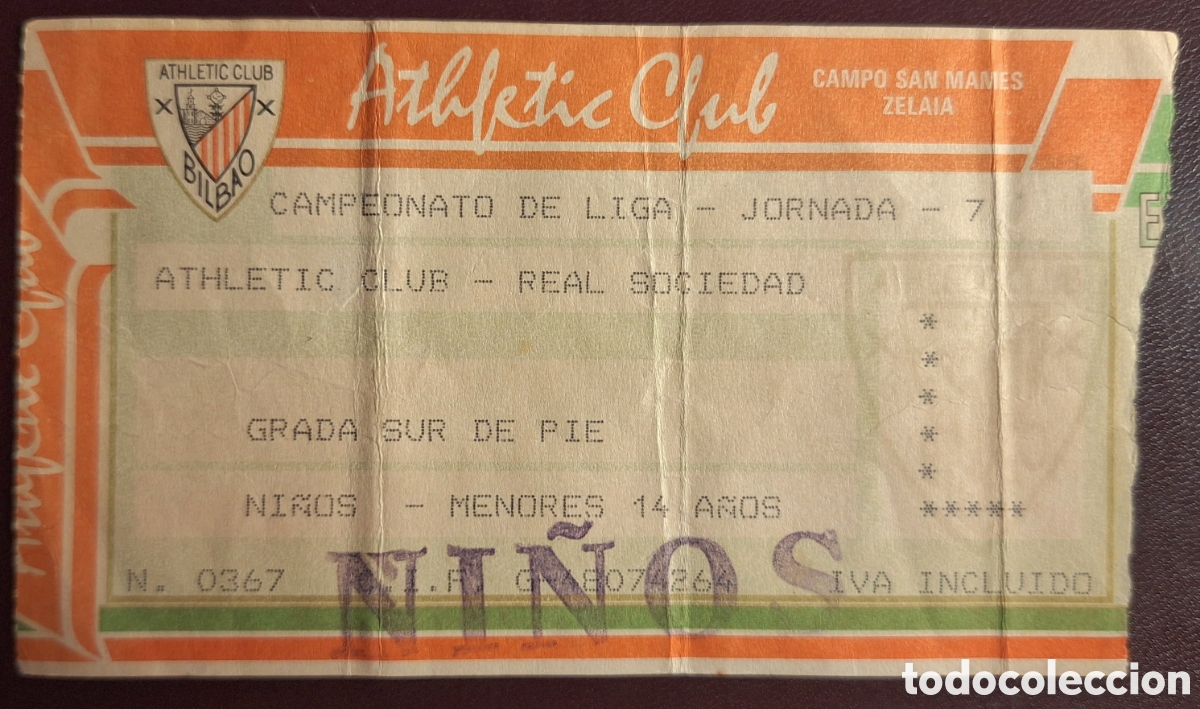 ATHLETIC CLUB
BILBAO
Athletic Club
CAMPO SAN MAMES
ZELAIA
CAMPEONATO DE LIGA - JORNADA - 7
ATHLETIC CLUB - REAL SOCIEDAD
*
*
*
GRADA SUR DE PIE *
*
NIÑOS - MENORES 14 AÑOS *****
NIÑOS
N. 0367 C.I.F. G 807426 IVA INCLUIDO
todocoleccion